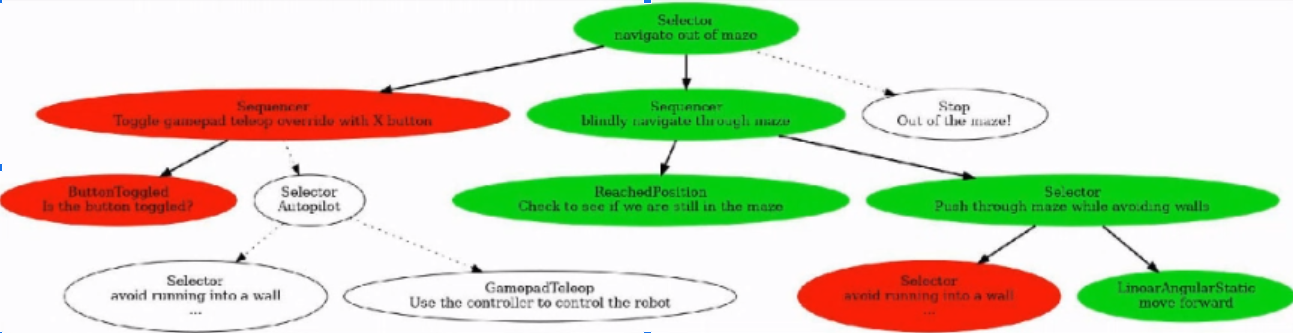 Selector
navigate out of maze
Sequencer
Toggle gamepad teleop override with X button
Sequencer
blindly navigate through maze
Stop
Out of the maze!
ButtonToggled
Is the button toggled?
Selector
Autopilot
ReachedPosition
Check to see if we are still in the maze
Selector
Push through maze while avoiding walls
Selector
avoid running into a wall
...
GamepadTeleop
Use the controller to control the robot
Selector
avoid running into a wall
...
LinearAngularStatic
move forward